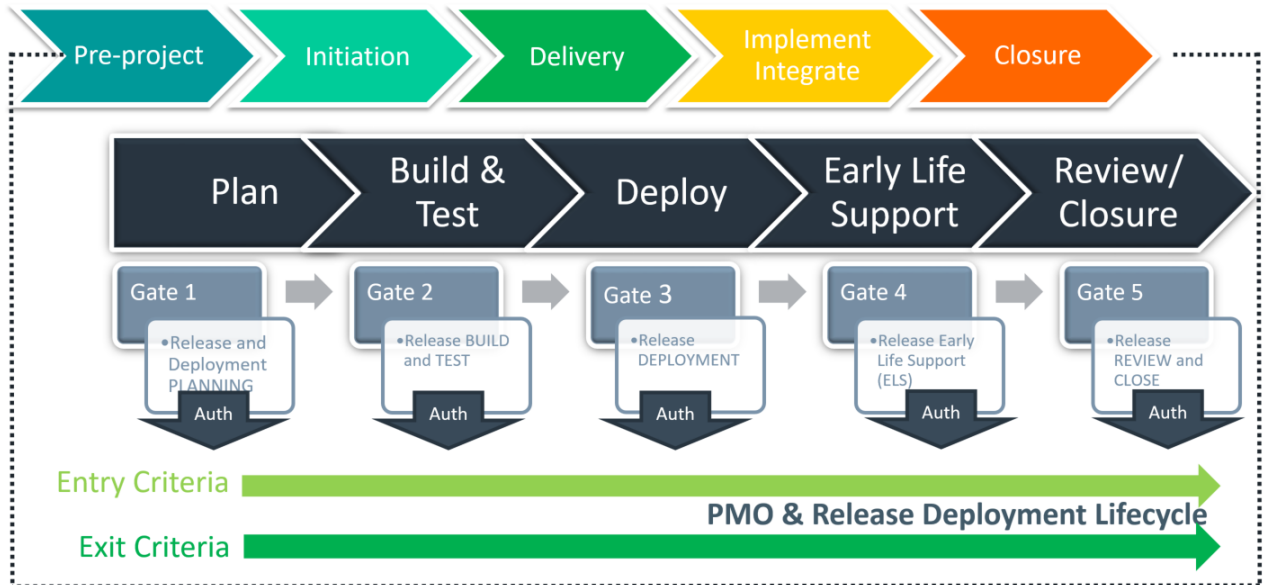 Pre-project
Initiation
Delivery
Implement
Integrate
Closure
Plan
Build &
Test
Deploy
Early Life
Support
Review/
Closure
Gate 1
•Release and
Deployment
PLANNING
Auth
Gate 2
•Release BUILD
and TEST
Auth
Gate 3
•Release
DEPLOYMENT
Auth
Gate 4
•Release Early
Life Support
(ELS)
Auth
Gate 5
•Release
REVIEW and
CLOSE
Auth
Entry Criteria
PMO & Release Deployment Lifecycle
Exit Criteria